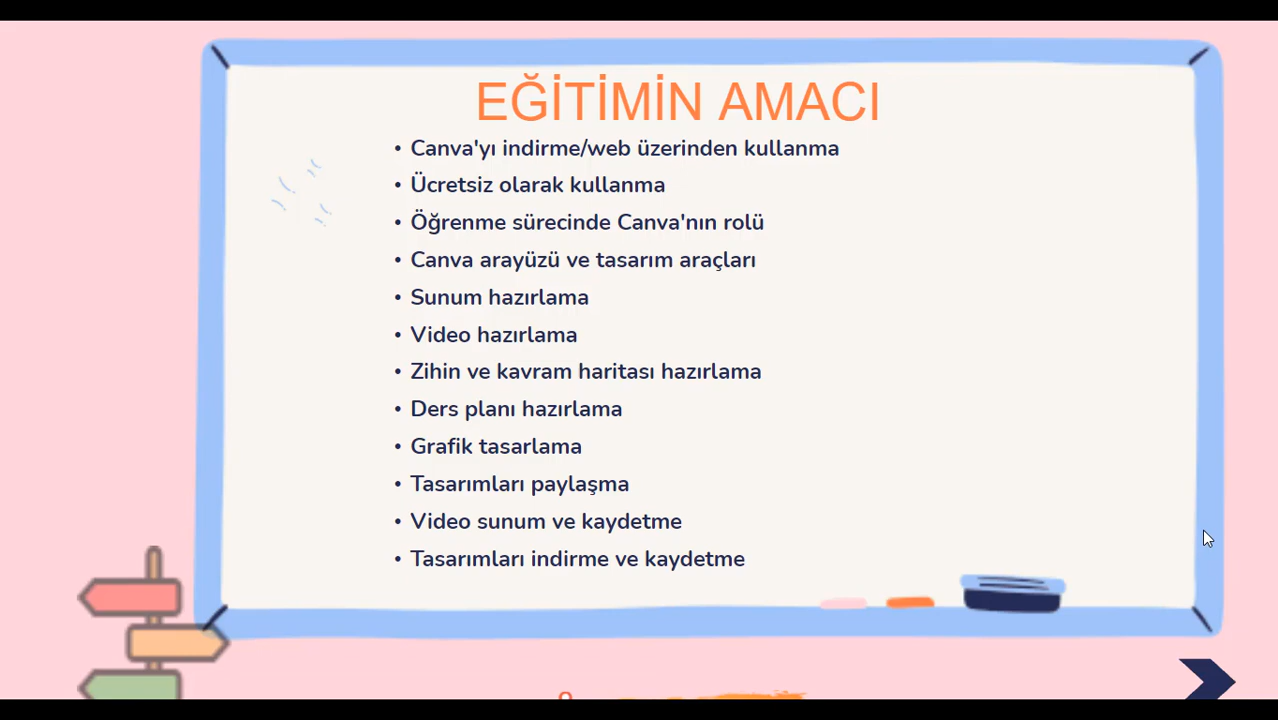 EĞİTİMİN AMACI
• Canva'yı indirme/web üzerinden kullanma
• Ücretsiz olarak kullanma
• Öğrenme sürecinde Canva'nın rolü
• Canva arayüzü ve tasarım araçları
• Sunum hazırlama
• Video hazırlama
• Zihin ve kavram haritası hazırlama
• Ders planı hazırlama
• Grafik tasarlama
• Tasarımları paylaşma
• Video sunum ve kaydetme
• Tasarımları indirme ve kaydetme